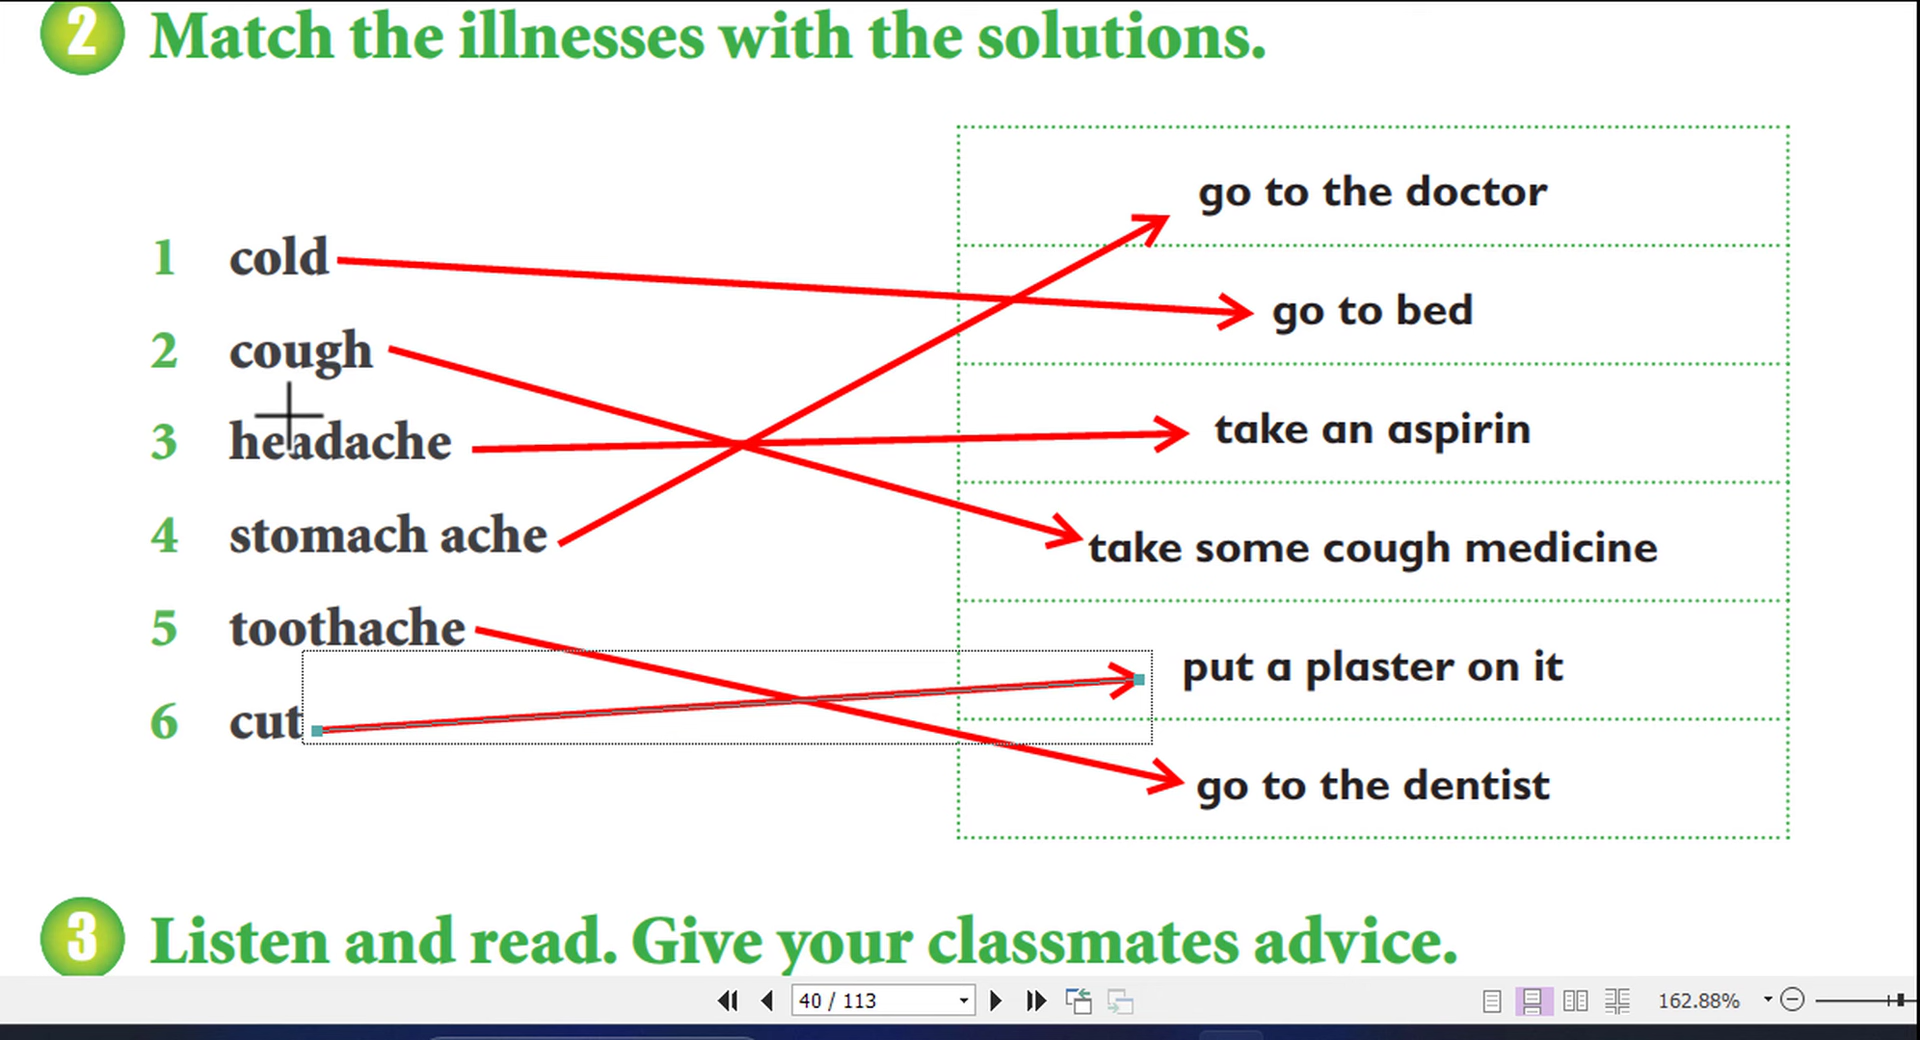 2 Match the illnesses with the solutions.
1 cold
2 cough
3 headache
4 stomach ache
5 toothache
6 cut
go to the doctor
go to bed
take an aspirin
take some cough medicine
put a plaster on it
go to the dentist
3 Listen and read. Give your classmates advice.
40 / 113
162.88%